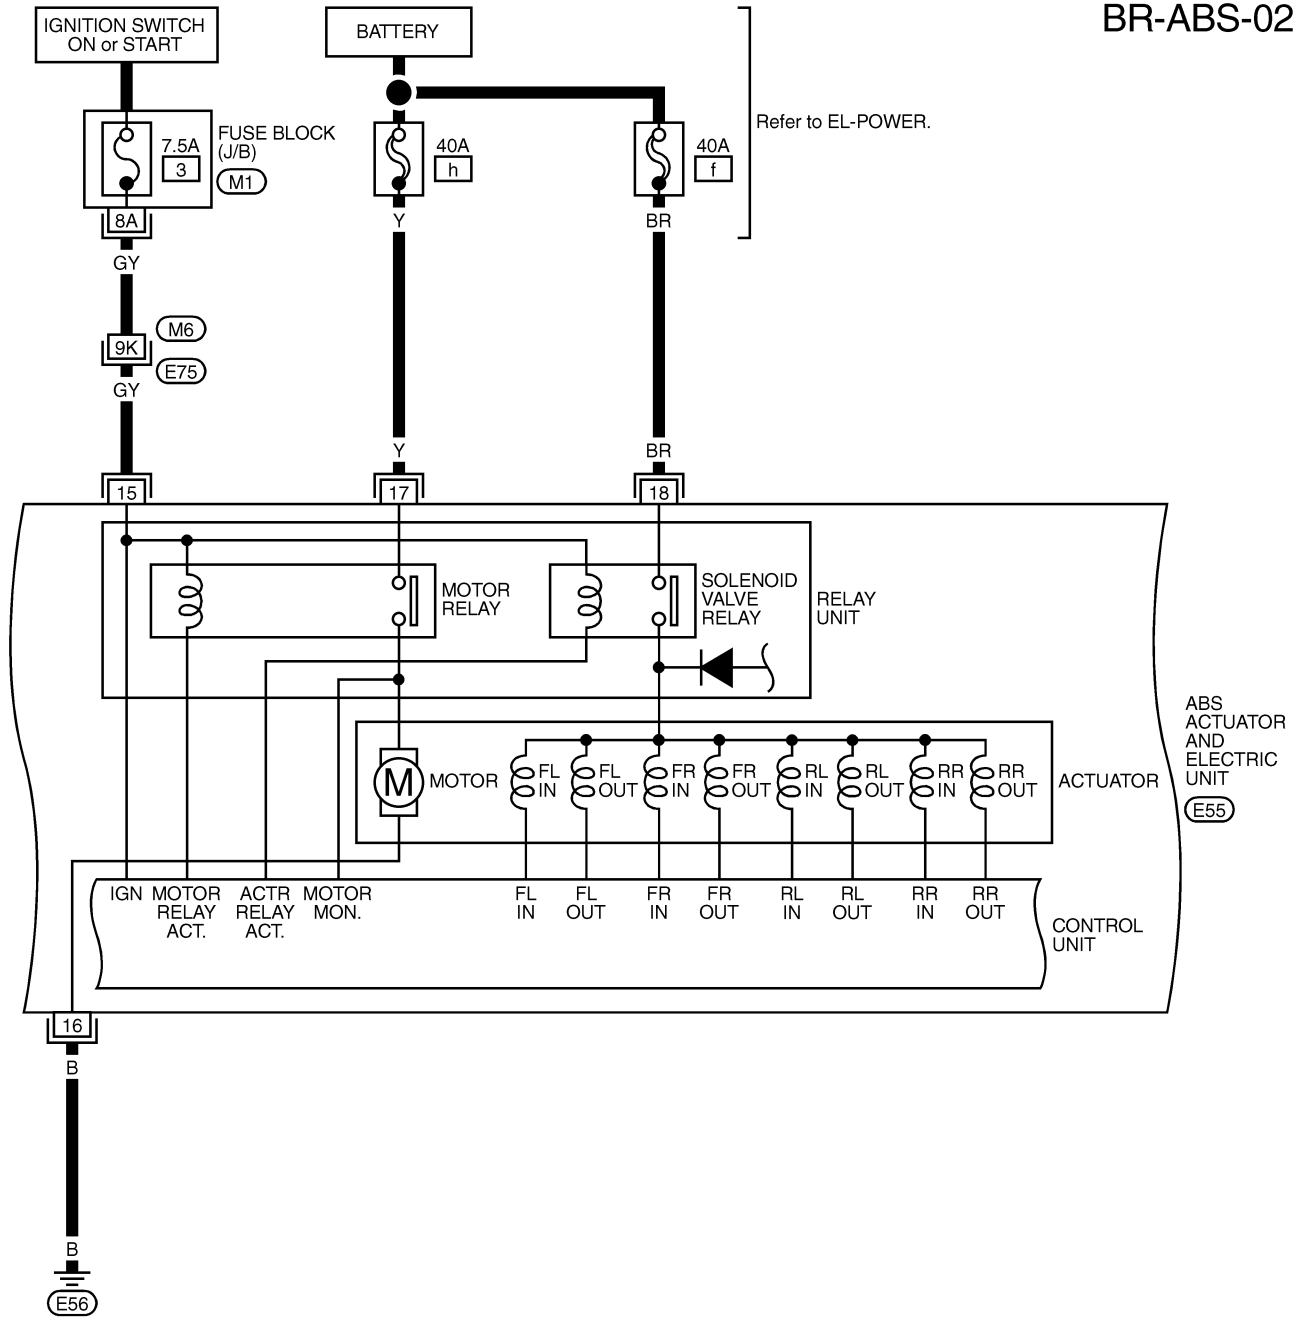 BR-ABS-02
IGNITION SWITCH
ON or START
BATTERY
Refer to EL-POWER.
7.5A
3
FUSE BLOCK
(J/B)
M1
40A
h
40A
f
8A
GY
Y
BR
M6
9K
E75
GY
Y
BR
15
17
18
MOTOR
RELAY
SOLENOID
VALVE
RELAY
RELAY
UNIT
ABS
ACTUATOR
AND
ELECTRIC
UNIT
E55
M
MOTOR
FL
IN
FL
OUT
FR
IN
FR
OUT
RL
IN
RL
OUT
RR
IN
RR
OUT
ACTUATOR
IGN
MOTOR
RELAY
ACT.
ACTR
RELAY
ACT.
MOTOR
MON.
FL
IN
FL
OUT
FR
IN
FR
OUT
RL
IN
RL
OUT
RR
IN
RR
OUT
CONTROL
UNIT
16
B
B
E56